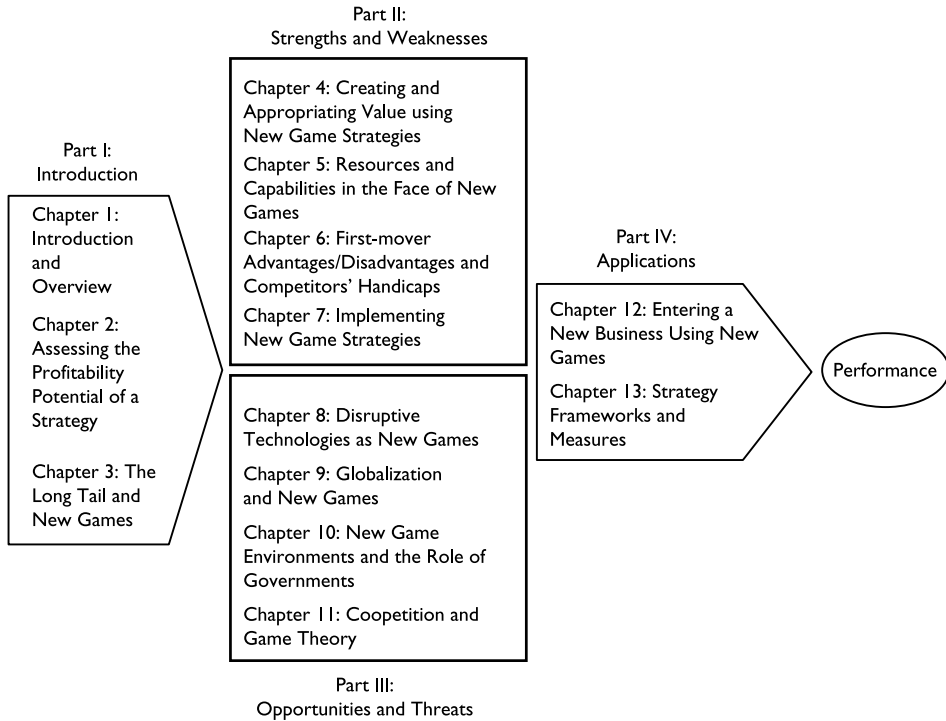 Part I:
Introduction
Chapter 1:
Introduction
and
Overview
Chapter 2:
Assessing the
Profitability
Potential of a
Strategy
Chapter 3: The
Long Tail and
New Games
Part II:
Strengths and Weaknesses
Chapter 4: Creating and
Appropriating Value using
New Game Strategies
Chapter 5: Resources and
Capabilities in the Face of New
Games
Chapter 6: First-mover
Advantages/Disadvantages and
Competitors’ Handicaps
Chapter 7: Implementing
New Game Strategies
Chapter 8: Disruptive
Technologies as New Games
Chapter 9: Globalization
and New Games
Chapter 10: New Game
Environments and the Role of
Governments
Chapter 11: Coopetition and
Game Theory
Part III:
Opportunities and Threats
Part IV:
Applications
Chapter 12: Entering a
New Business Using New
Games
Chapter 13: Strategy
Frameworks and
Measures
Performance